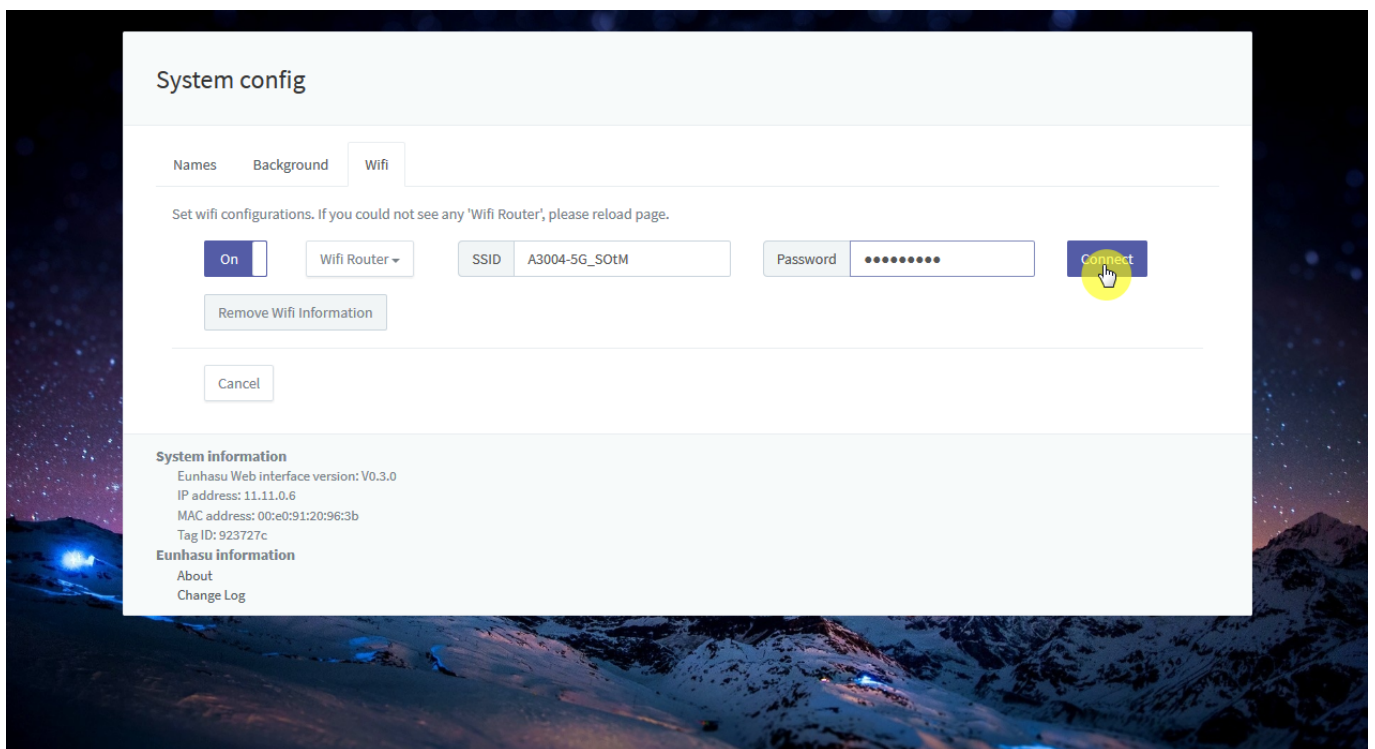 System config
Names Background Wifi
Set wifi configurations. If you could not see any 'Wifi Router', please reload page.
On Wifi Router SSID A3004-5G_SOtM Password ●●●●●●●●● Connect
Remove Wifi Information
Cancel
System information
Eunhasu Web interface version: V0.3.0
IP address: 11.11.0.6
MAC address: 00:e0:91:20:96:3b
Tag ID: 923727c
Eunhasu information
About
Change Log